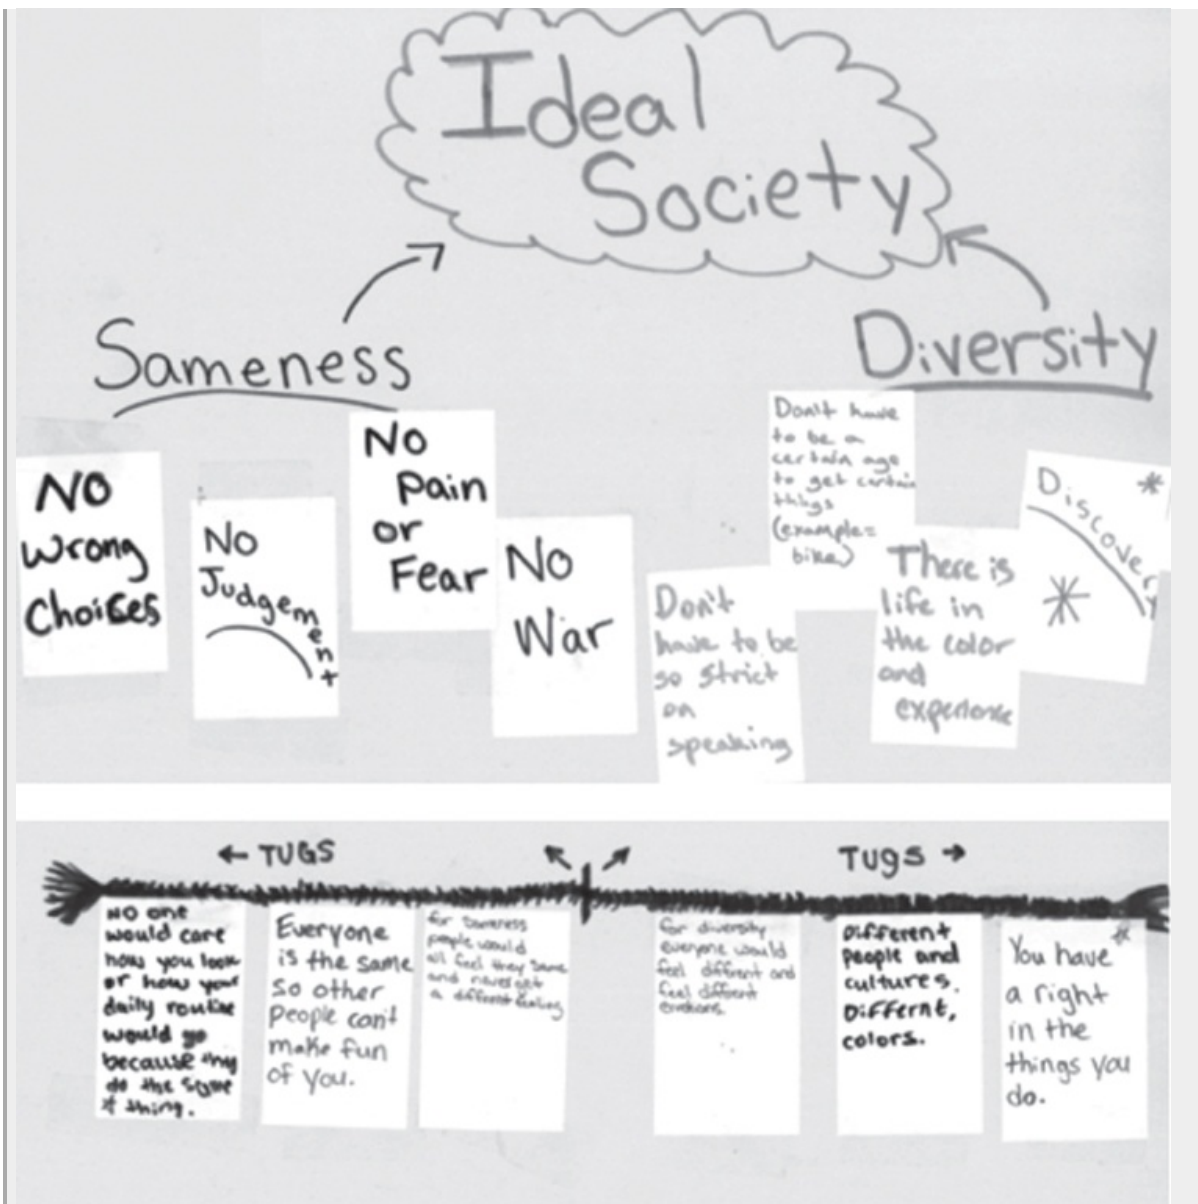 Ideal
Society
Sameness
Diversity
No
Wrong
Choices
No
Judgement
No
Pain
or
Fear
No
War
Don't
have to be
so strict
on
speaking
Don't have
to be a
certain age
to get certain
things
(example=
bike)
There is
life in
the color
and
experience
Discovery
← TUGS
Tugs →
No one
would care
how you look
or how your
daily routine
would go
because they
do the same
thing.
Everyone
is the same
so other
people can't
make fun
of you.
for sameness
people would
all feel they same
and never get
a different feeling
for diversity
everyone would
feel diffrent and
feel diffrent
emotions.
Different
people and
cultures.
Differnt,
colors.
You have
a right
in the
things you
do.